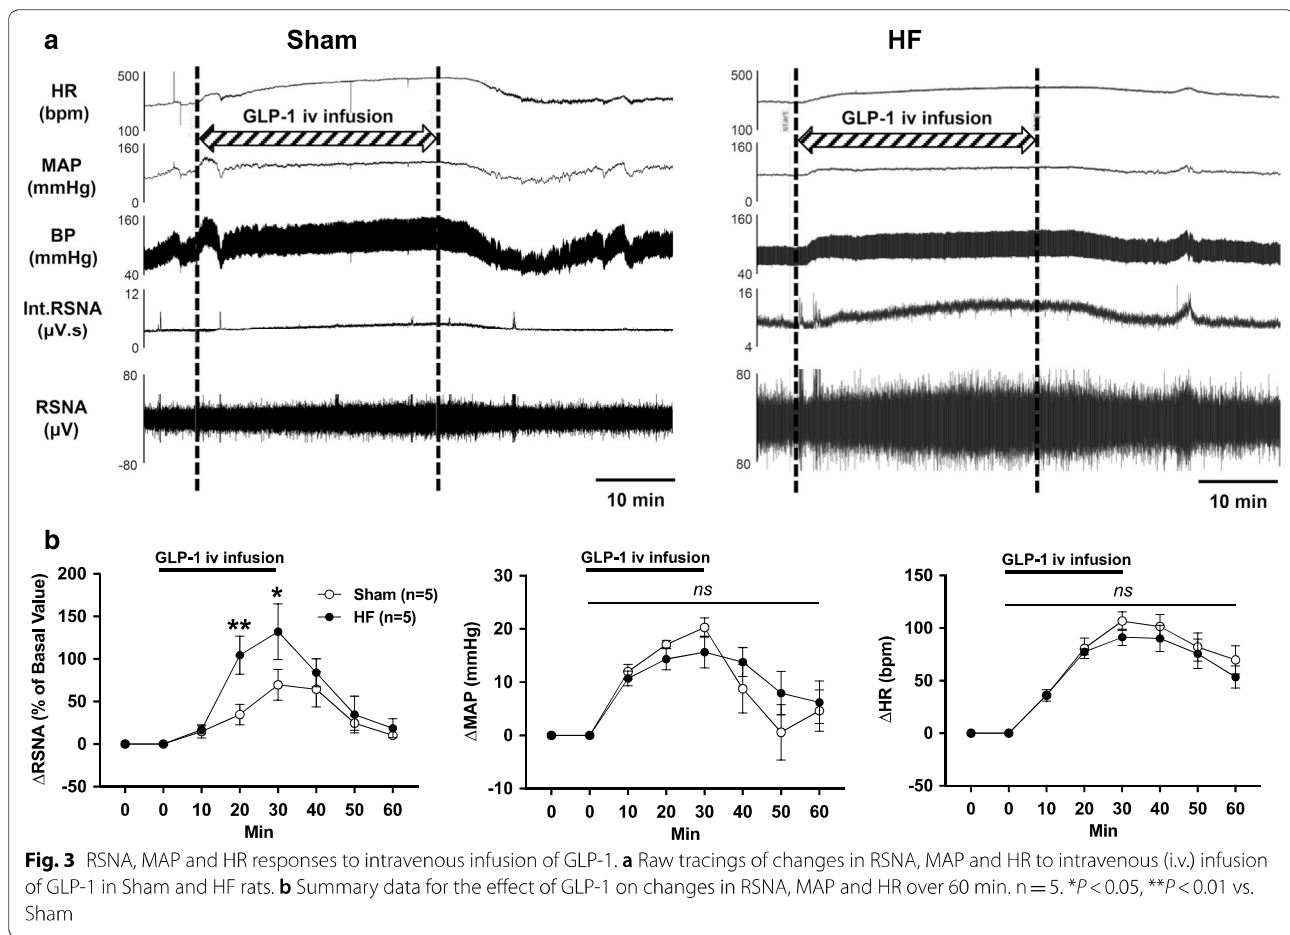 a
Sham
HF
HR
(bpm)
500
100
GLP-1 iv infusion
MAP
(mmHg)
160
0
BP
(mmHg)
160
40
Int.RSNA
(µV.s)
12
0
RSNA
(µV)
80
-80
10 min
500
100
start
GLP-1 iv infusion
160
0
160
40
16
4
80
80
10 min
b
GLP-1 iv infusion
ΔRSNA (% of Basal Value)
200
150
100
50
0
-50
Sham (n=5)
HF (n=5)
**
*
0 0 10 20 30 40 50 60
Min
GLP-1 iv infusion
ns
ΔMAP (mmHg)
30
20
10
0
-10
0 0 10 20 30 40 50 60
Min
GLP-1 iv infusion
ns
ΔHR (bpm)
150
100
50
0
-50
0 0 10 20 30 40 50 60
Min
Fig. 3 RSNA, MAP and HR responses to intravenous infusion of GLP-1. a Raw tracings of changes in RSNA, MAP and HR to intravenous (i.v.) infusion
of GLP-1 in Sham and HF rats. b Summary data for the effect of GLP-1 on changes in RSNA, MAP and HR over 60 min. n = 5. *P < 0.05, **P < 0.01 vs.
Sham